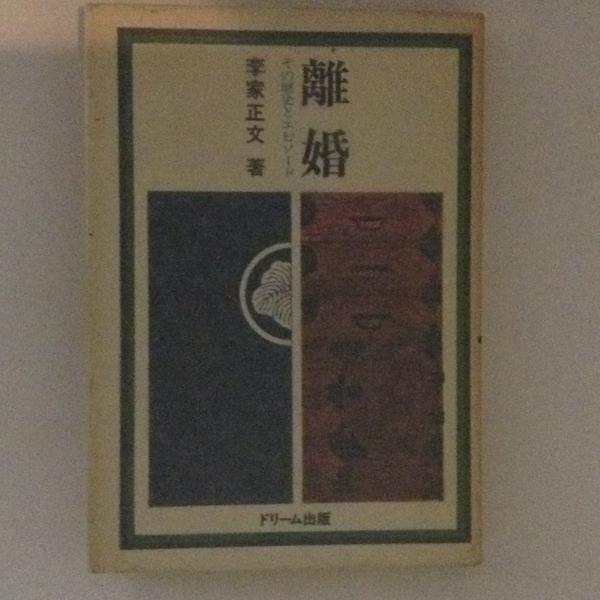 離婚
その歴史とエピソード
李家正文 著
ドリーム出版